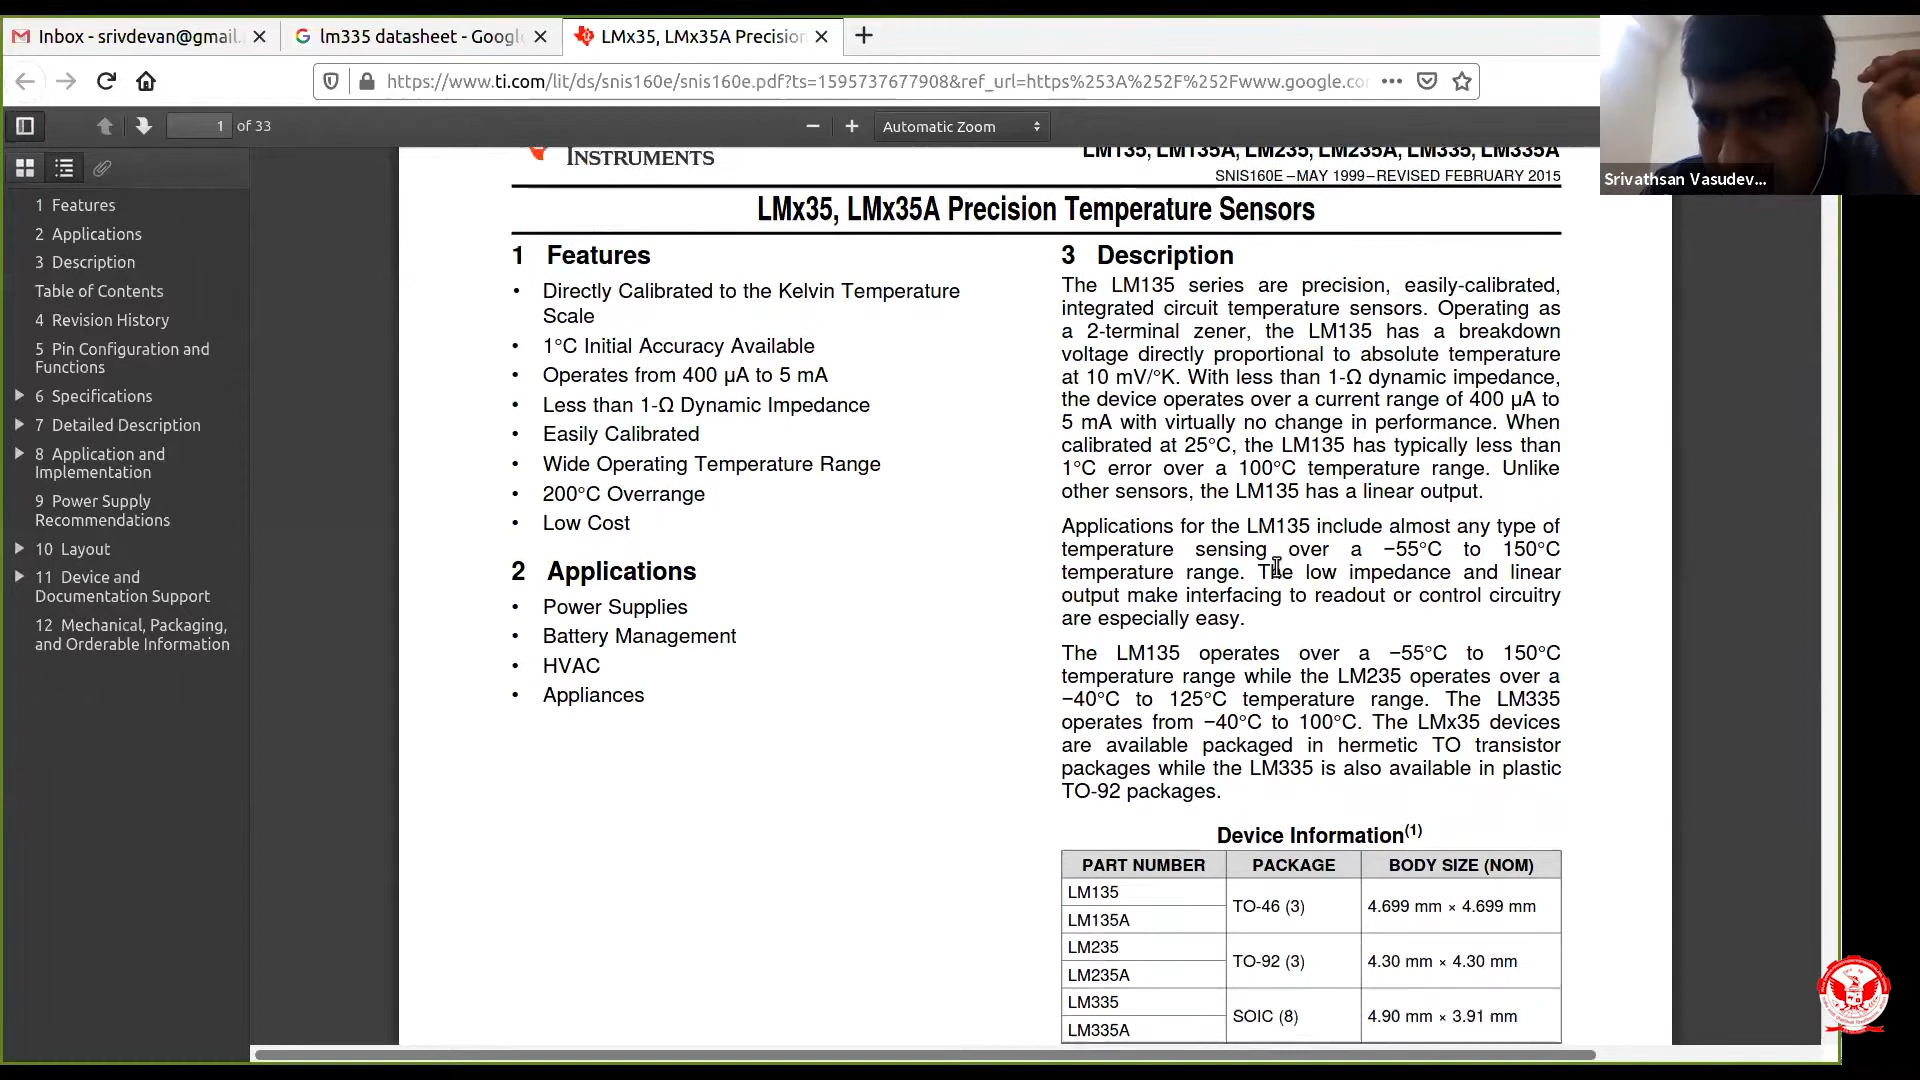 Inbox - srivdevan@gmail.
lm335 datasheet - Google
LMx35, LMx35A Precision
https://www.ti.com/lit/ds/snis160e/snis160e.pdf?ts=1595737677908&ref_url=https%253A%252F%252Fwww.google.co
1 of 33
Automatic Zoom
1 Features
2 Applications
3 Description
Table of Contents
4 Revision History
5 Pin Configuration and
Functions
6 Specifications
7 Detailed Description
8 Application and
Implementation
9 Power Supply
Recommendations
10 Layout
11 Device and
Documentation Support
12 Mechanical, Packaging,
and Orderable Information
INSTRUMENTS
LM135, LM135A, LM235, LM235A, LM335, LM335A
SNIS160E –MAY 1999–REVISED FEBRUARY 2015
LMx35, LMx35A Precision Temperature Sensors
1 Features
• Directly Calibrated to the Kelvin Temperature
Scale
• 1°C Initial Accuracy Available
• Operates from 400 µA to 5 mA
• Less than 1-Ω Dynamic Impedance
• Easily Calibrated
• Wide Operating Temperature Range
• 200°C Overrange
• Low Cost
2 Applications
• Power Supplies
• Battery Management
• HVAC
• Appliances
3 Description
The LM135 series are precision, easily-calibrated,
integrated circuit temperature sensors. Operating as
a 2-terminal zener, the LM135 has a breakdown
voltage directly proportional to absolute temperature
at 10 mV/°K. With less than 1-Ω dynamic impedance,
the device operates over a current range of 400 µA to
5 mA with virtually no change in performance. When
calibrated at 25°C, the LM135 has typically less than
1°C error over a 100°C temperature range. Unlike
other sensors, the LM135 has a linear output.
Applications for the LM135 include almost any type of
temperature sensing over a −55°C to 150°C
temperature range. The low impedance and linear
output make interfacing to readout or control circuitry
are especially easy.
The LM135 operates over a −55°C to 150°C
temperature range while the LM235 operates over a
−40°C to 125°C temperature range. The LM335
operates from −40°C to 100°C. The LMx35 devices
are available packaged in hermetic TO transistor
packages while the LM335 is also available in plastic
TO-92 packages.
Device Information(1)
PART NUMBER PACKAGE BODY SIZE (NOM)
LM135
LM135A
TO-46 (3) 4.699 mm × 4.699 mm
LM235
LM235A
TO-92 (3) 4.30 mm × 4.30 mm
LM335
LM335A
SOIC (8) 4.90 mm × 3.91 mm
Srivathsan Vasudev...